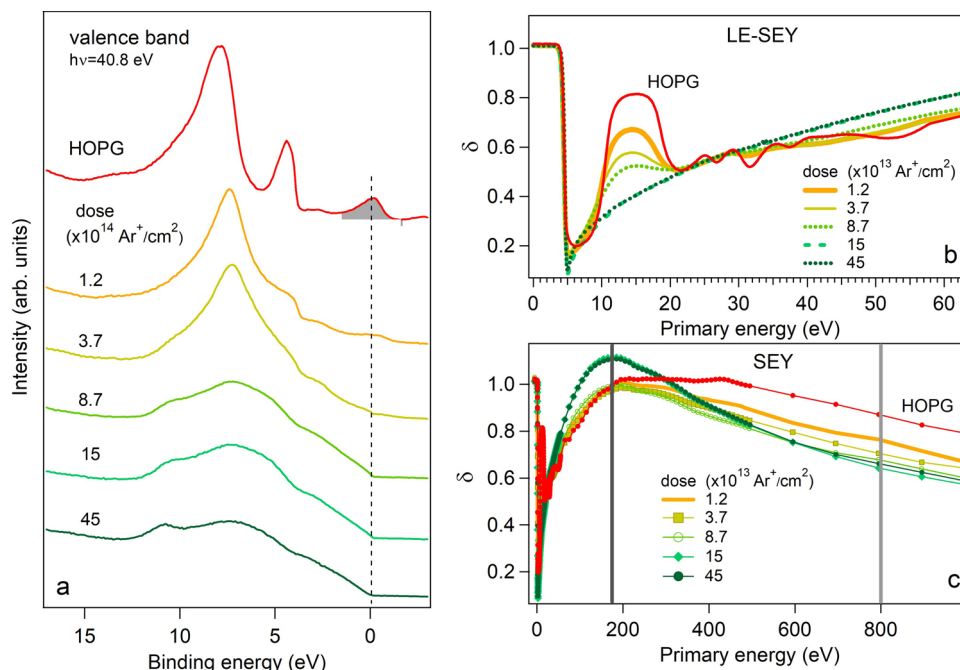 valence band
hν=40.8 eV
HOPG
dose
(x10¹⁴ Ar⁺/cm²)
1.2
3.7
8.7
15
45
a
15
10
5
0
Binding energy (eV)
Intensity (arb. units)
LE-SEY
HOPG
δ
1.0
0.8
0.6
0.4
0.2
dose (x10¹³ Ar⁺/cm²)
1.2
3.7
8.7
15
45
b
0
10
20
30
40
50
60
Primary energy (eV)
SEY
HOPG
δ
1.0
0.8
0.6
0.4
0.2
dose (x10¹³ Ar⁺/cm²)
1.2
3.7
8.7
15
45
c
0
200
400
600
800
Primary energy (eV)